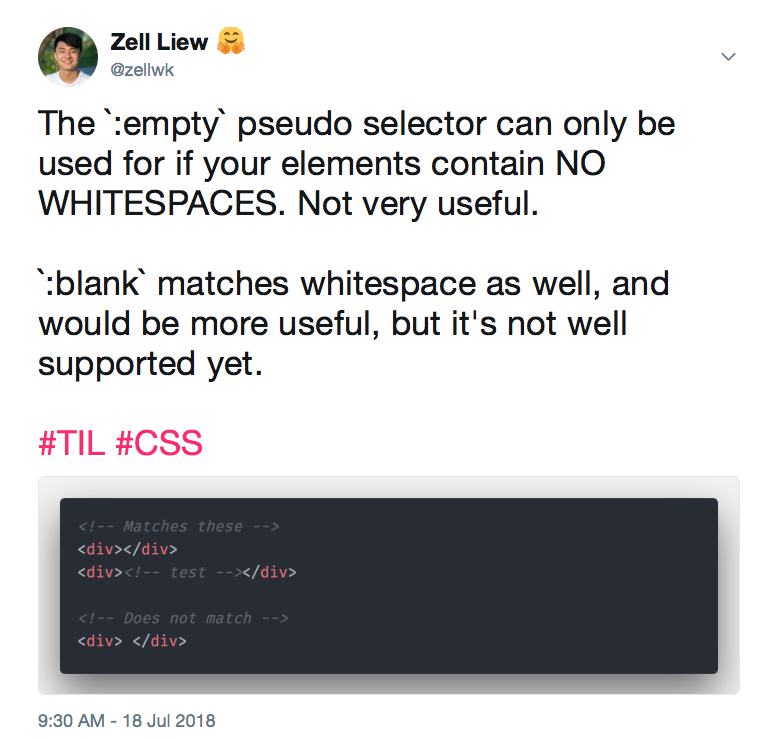 Zell Liew 🤗
@zellwk
The `:empty` pseudo selector can only be
used for if your elements contain NO
WHITESPACES. Not very useful.
`:blank` matches whitespace as well, and
would be more useful, but it's not well
supported yet.
#TIL #CSS
<!-- Matches these -->
<div></div>
<div><!-- test --></div>
<!-- Does not match -->
<div> </div>
9:30 AM - 18 Jul 2018